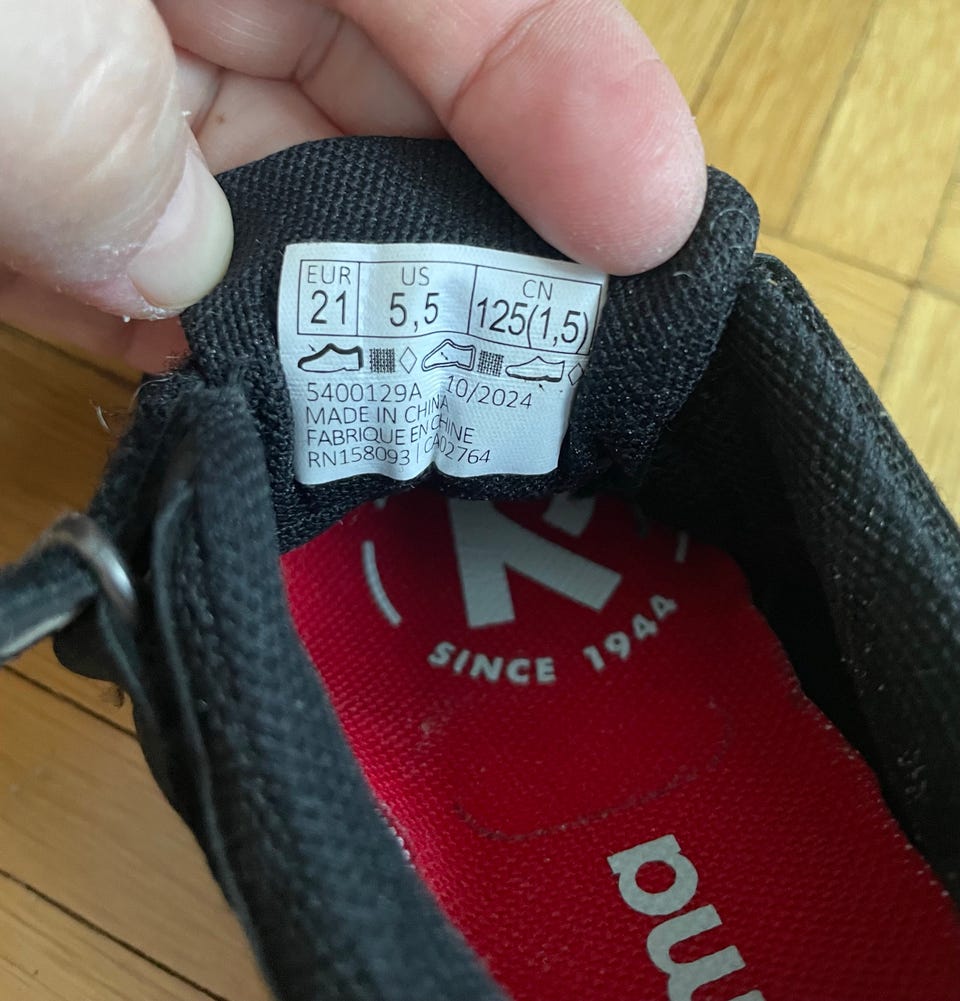 EUR US CN
21 5,5 125(1,5)
5400129A 10/2024
MADE IN CHINA
FABRIQUE EN CHINE
RN158093 | CA02764
SINCE 1944